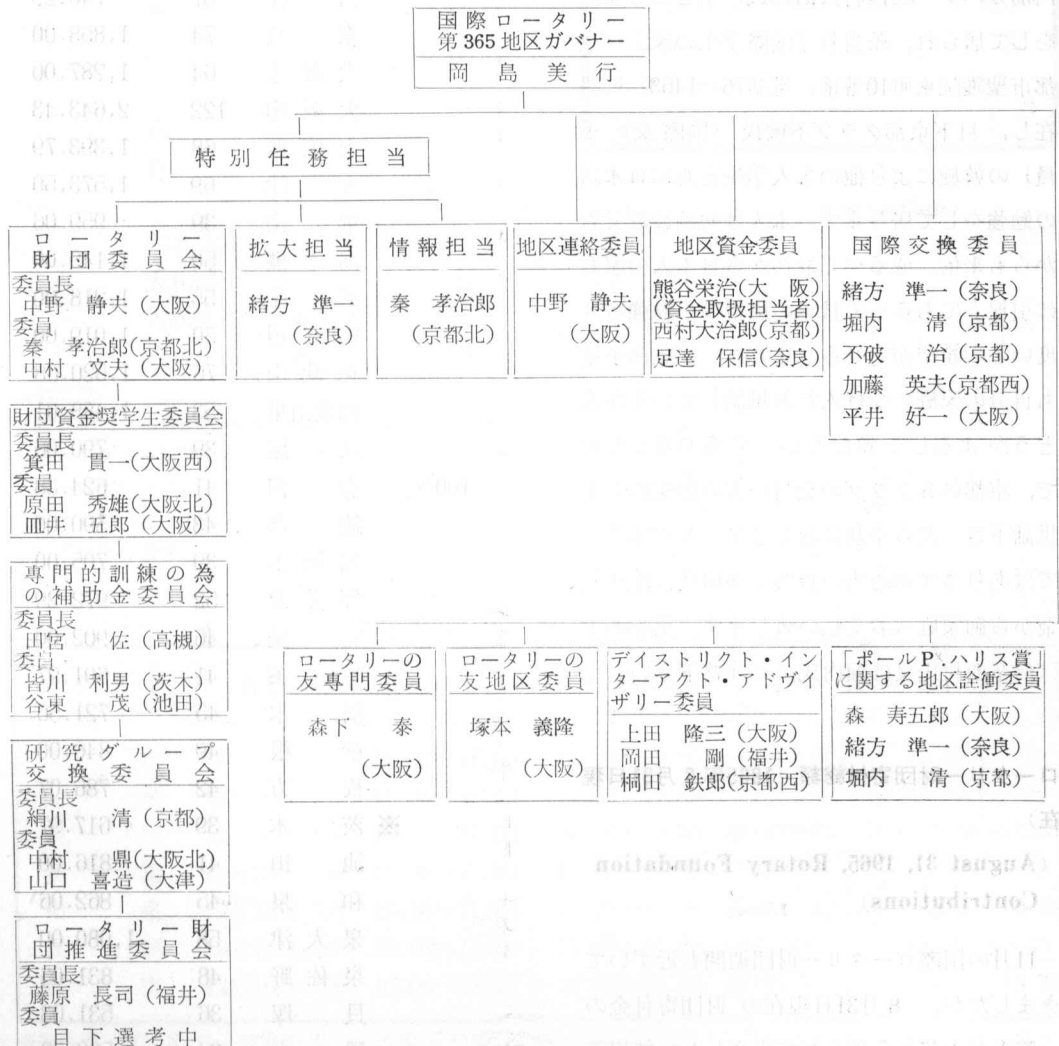 国際ロータリー
第365地区ガバナー
岡島美行
特別任務担当
ロータリー
財団委員会
委員長
中野 静夫(大阪)
委員
秦 孝治郎(京都北)
中村 文夫(大阪)
拡大担当
緒方 準一
(奈良)
情報担当
秦 孝治郎
(京都北)
地区連絡委員
中野 静夫
(大阪)
地区資金委員
熊谷栄治(大 阪)
(資金取扱担当者)
西村大治郎(京都)
足達 保信(奈良)
国際交換委員
緒方 準一(奈良)
堀内 清(京都)
不破 治(京都)
加藤 英夫(京都西)
平井 好一(大阪)
財団資金奨学生委員会
委員長
箕田 貫一(大阪西)
委員
原田 秀雄(大阪北)
皿井 五郎(大阪)
専門的訓練の為
の補助金委員会
委員長
田宮 佐(高槻)
委員
皆川 利男(茨木)
谷東 茂(池田)
研究グループ
交換委員会
委員長
絹川 清(京都)
委員
中村 鼎(大阪北)
山口 喜造(大津)
ロータリー財
団推進委員会
委員長
藤原 長司(福井)
委員
目下選考中
ロータリーの
友専門委員
森下 泰
(大阪)
ロータリーの
友地区委員
塚本 義隆
(大阪)
デイストリクト・イン
ターアクト・アドヴイ
ザリー委員
上田 隆三(大阪)
岡田 剛(福井)
桐田 鉄郎(京都西)
「ポールP.ハリス賞」
に関する地区詮衡委員
森 寿五郎(大阪)
緒方 準一(奈良)
堀内 清(京都)